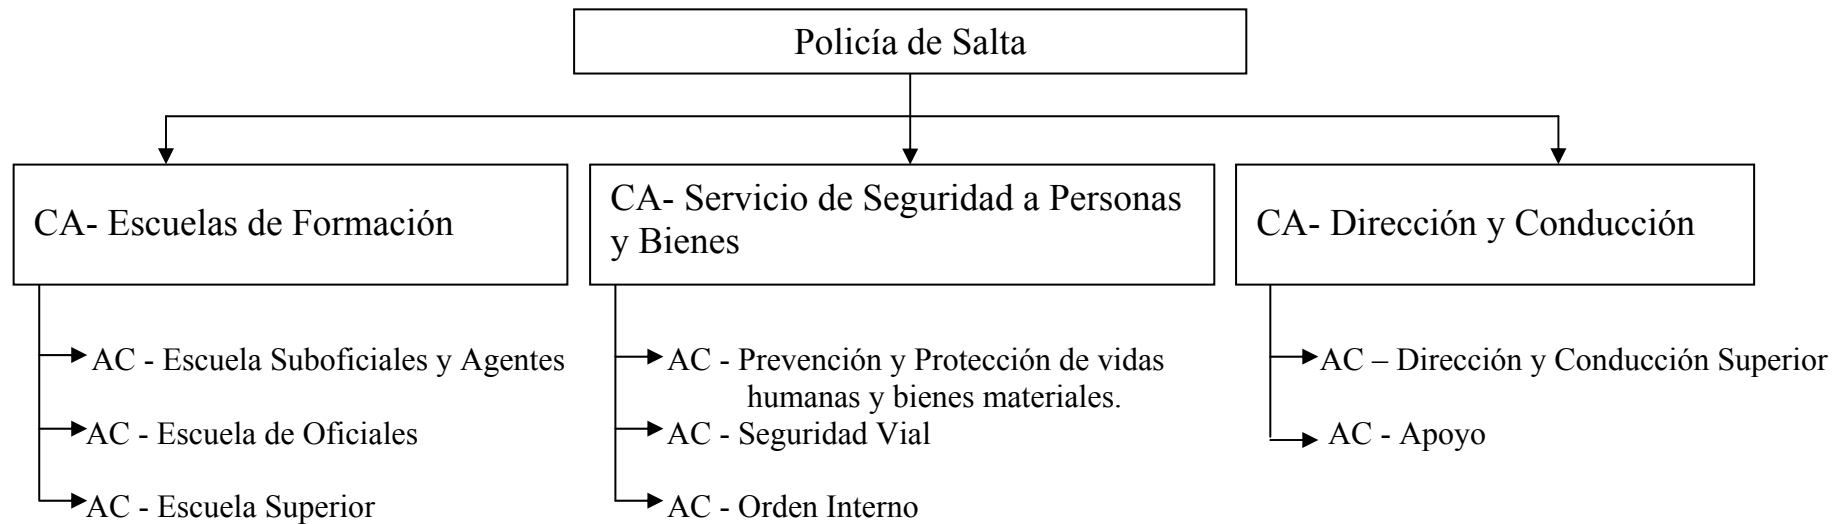 Policía de Salta
CA- Escuelas de Formación
CA- Servicio de Seguridad a Personas
y Bienes
CA- Dirección y Conducción
AC - Escuela Suboficiales y Agentes
AC - Escuela de Oficiales
AC - Escuela Superior
AC - Prevención y Protección de vidas
humanas y bienes materiales.
AC - Seguridad Vial
AC - Orden Interno
AC – Dirección y Conducción Superior
AC - Apoyo